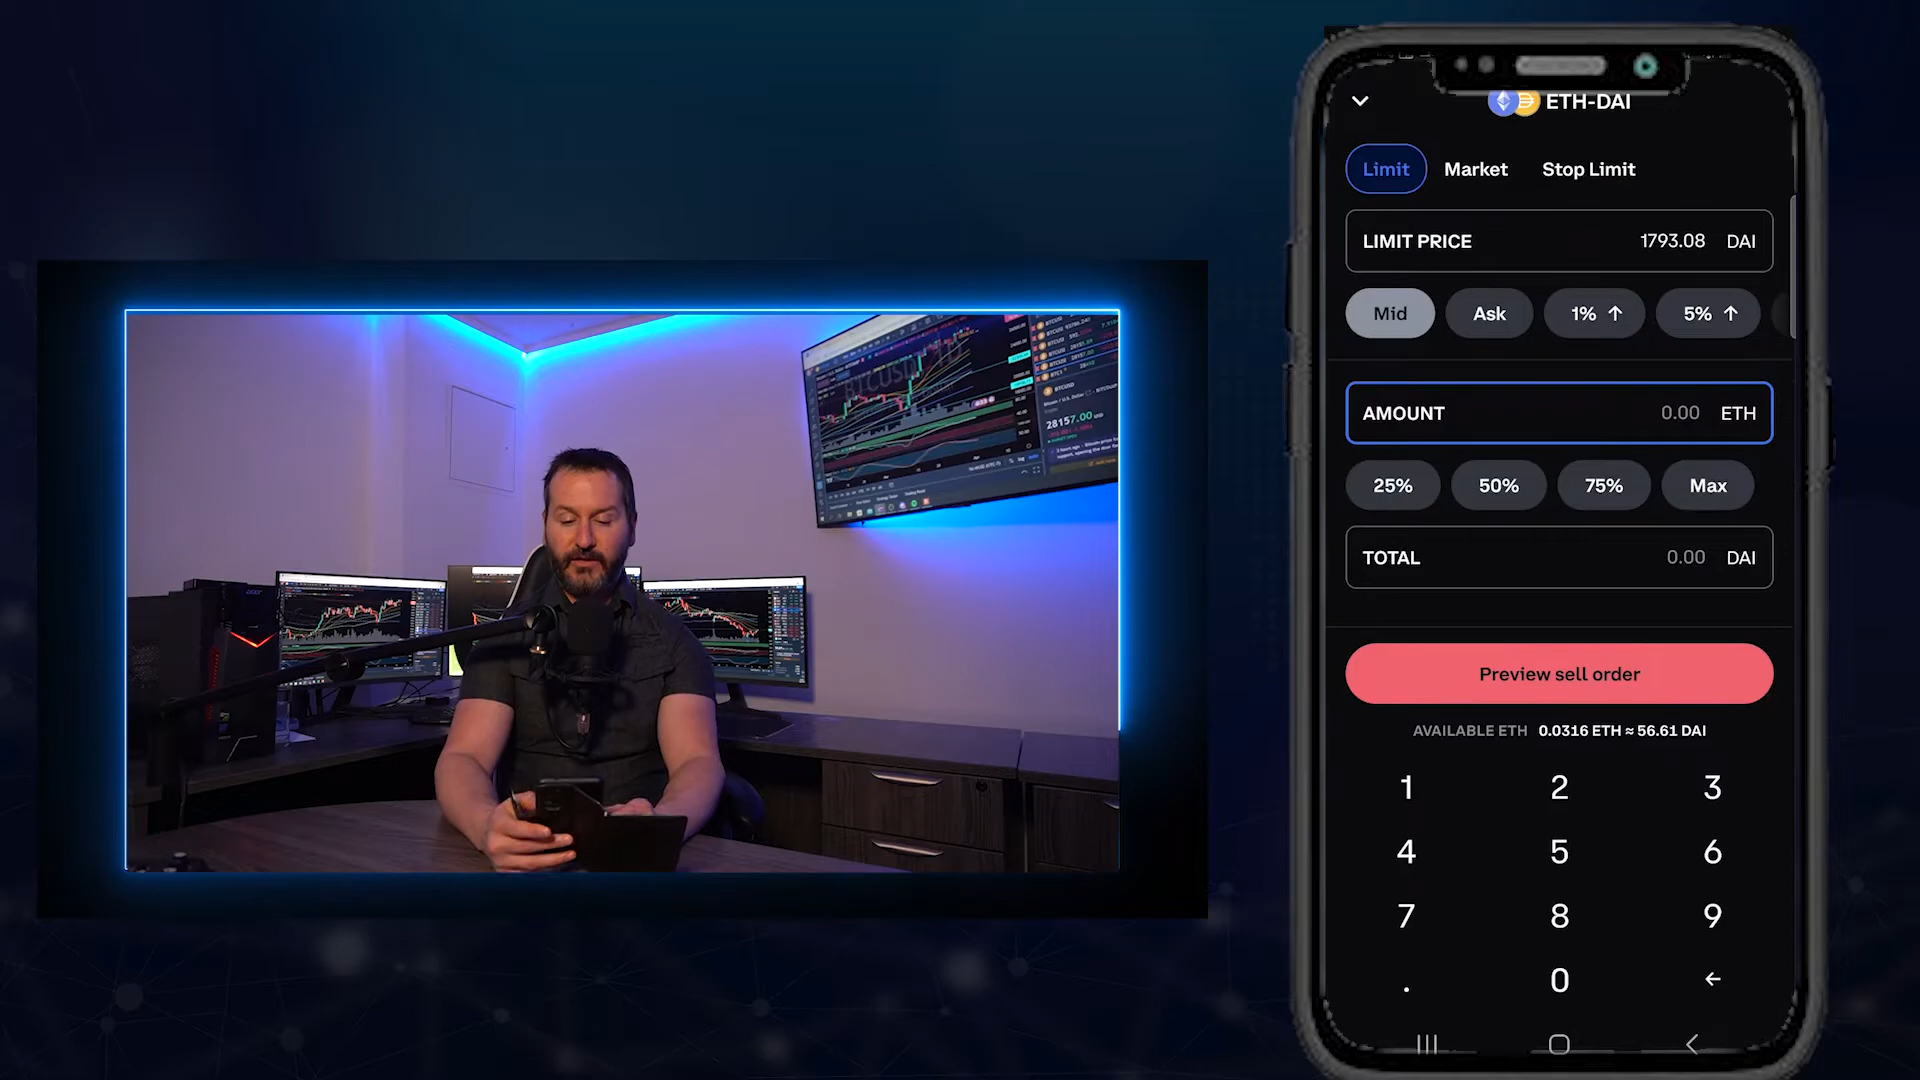 BTCUSD
28157.00
ETH-DAI
Limit Market Stop Limit
LIMIT PRICE 1793.08 DAI
Mid Ask 1% ↑ 5% ↑
AMOUNT 0.00 ETH
25% 50% 75% Max
TOTAL 0.00 DAI
Preview sell order
AVAILABLE ETH 0.0316 ETH ≈ 56.61 DAI
1 2 3
4 5 6
7 8 9
. 0 ←